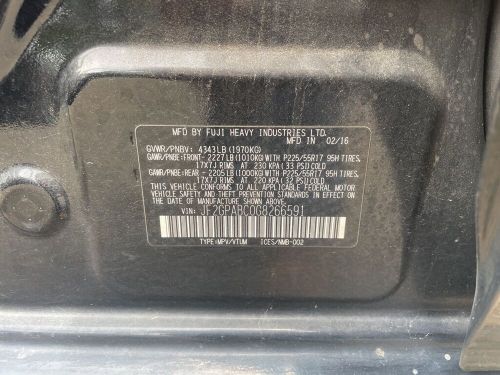 MFD BY FUJI HEAVY INDUSTRIES LTD.
MFD IN 02/16
GVWR/PNBV: 4343LB (1970KG)
GAWR/PNBE:FRONT- 2227LB(1010KG)WITH P225/55R17 95H TIRES,
17X7J RIMS AT 230 KPA(33 PSI)COLD
GAWR/PNBE:REAR - 2205LB(1000KG)WITH P225/55R17 95H TIRES,
17X7J RIMS AT 220 KPA(32 PSI)COLD
THIS VEHICLE CONFORMS TO ALL APPLICABLE FEDERAL MOTOR
VEHICLE SAFETY AND THEFT PREVENTION STANDARDS IN EFFECT
ON THE DATE OF MANUFACTURE SHOWN ABOVE.
VIN: JF2GPABC0G8266591
TYPE:MPV/VTUM ICES/NMB-002